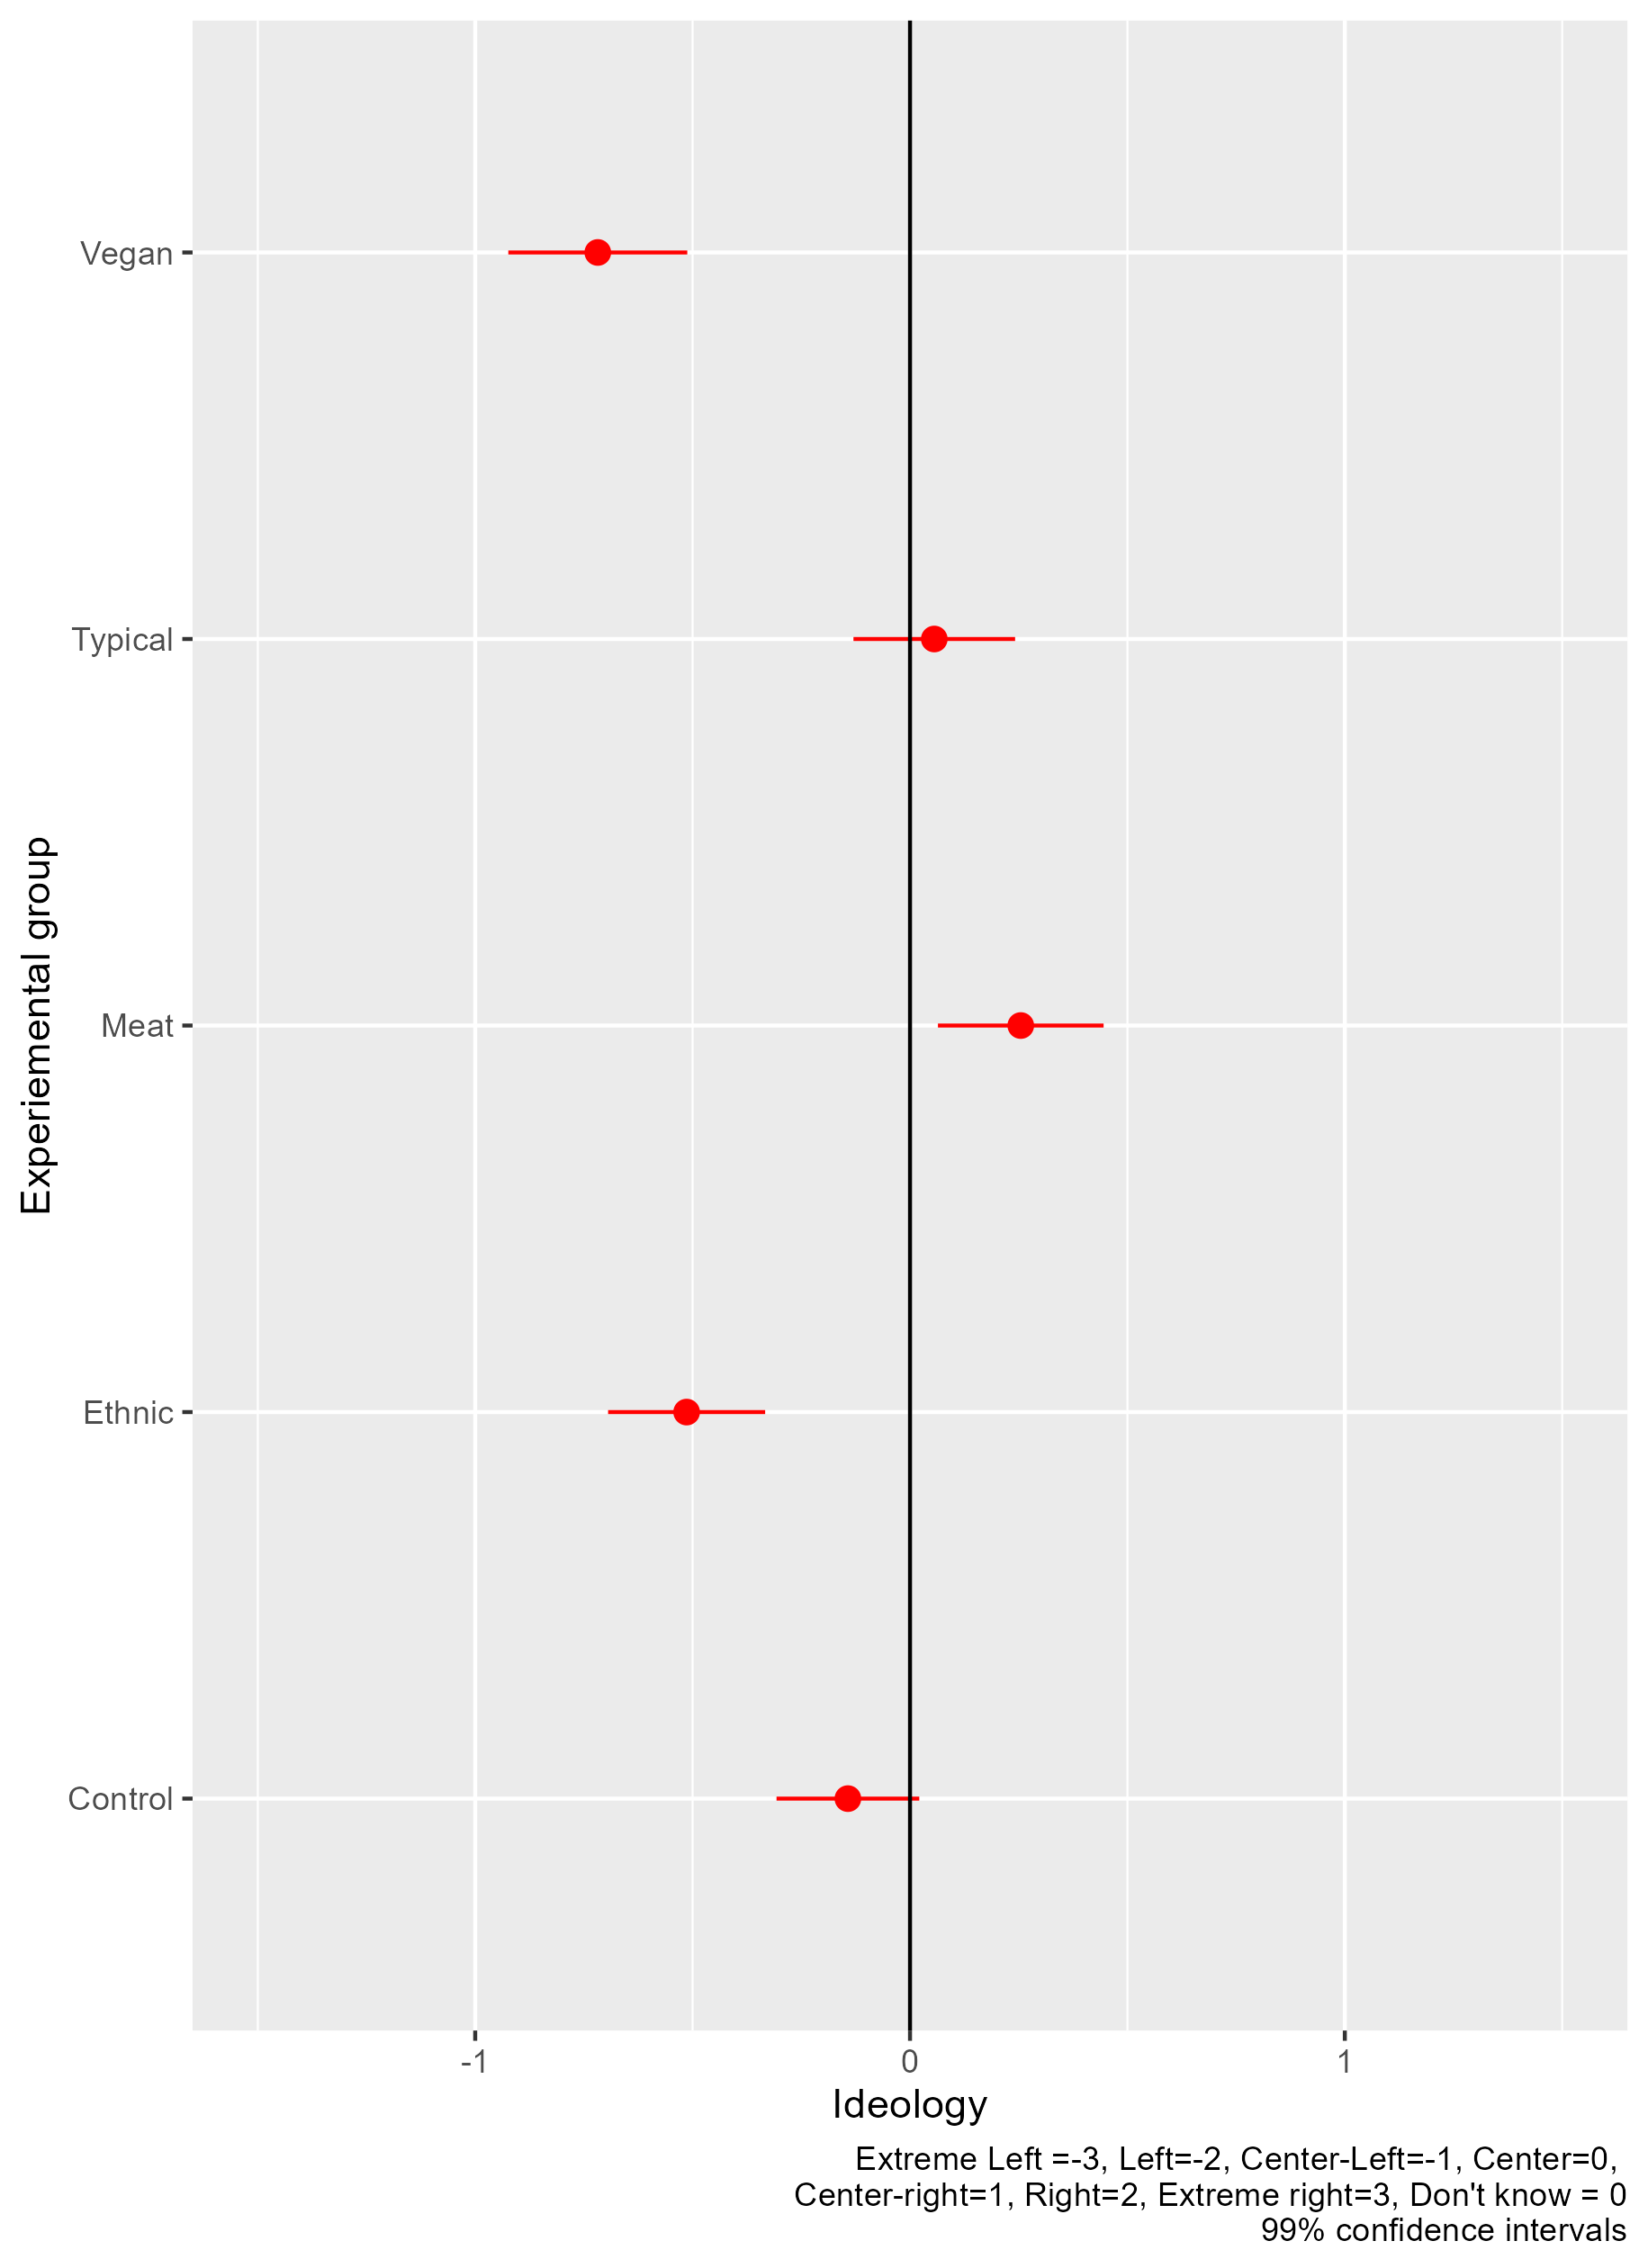 Experiemental group
Vegan
Typical
Meat
Ethnic
Control
-1
0
1
Ideology
Extreme Left =-3, Left=-2, Center-Left=-1, Center=0,
Center-right=1, Right=2, Extreme right=3, Don't know = 0
99% confidence intervals